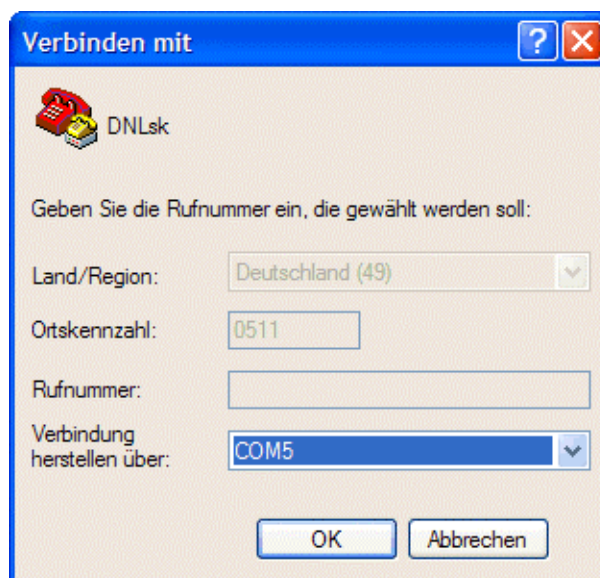 Verbinden mit
?
DNLsk
Geben Sie die Rufnummer ein, die gewählt werden soll:
Land/Region: Deutschland (49)
Ortskennzahl: 0511
Rufnummer:
Verbindung
herstellen über: COM5
OK Abbrechen